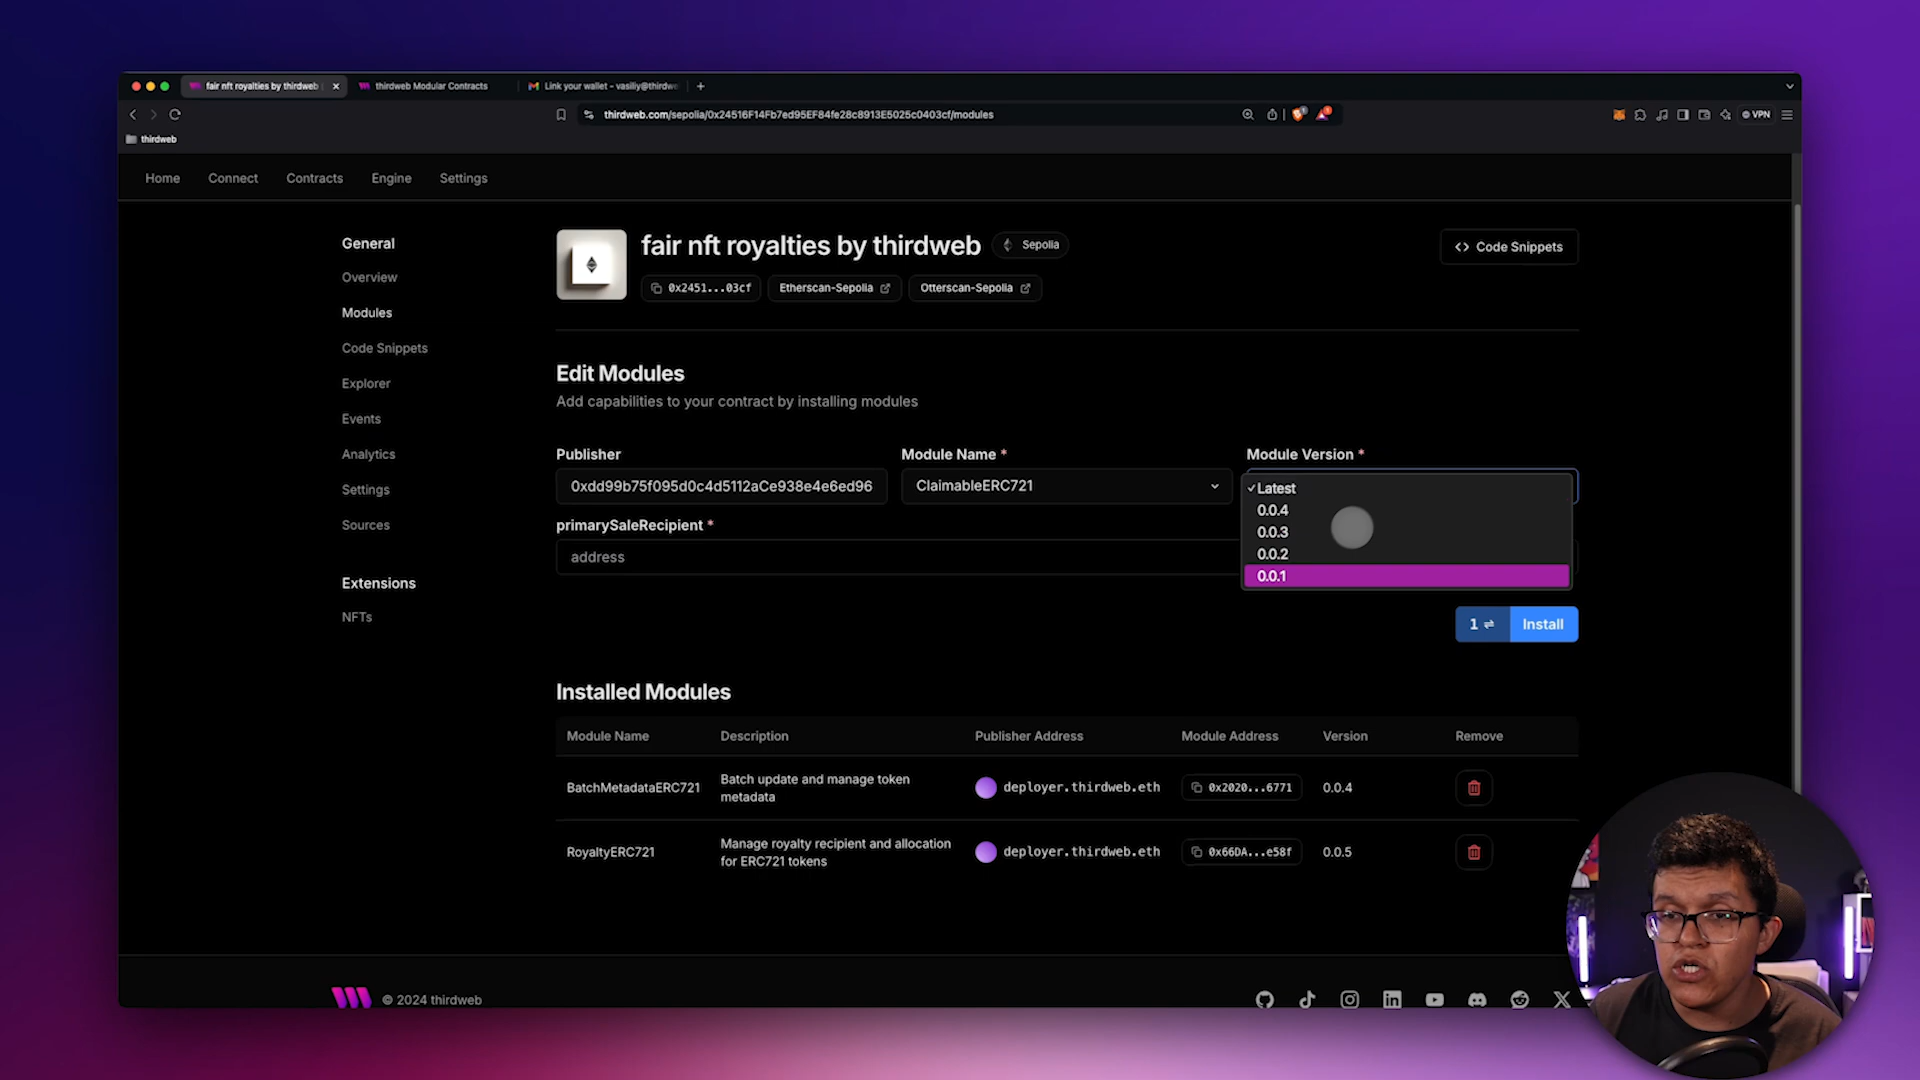 fair nft royalties by thirdweb
thirdweb Modular Contracts
Link your wallet - vasiliy@thirdwe
thirdweb.com/sepolia/0x24516F14Fb7ed95EF84fe28c8913E5025c0403cf/modules
1
1
VPN
thirdweb
Home
Connect
Contracts
Engine
Settings
General
Overview
Modules
Code Snippets
Explorer
Events
Analytics
Settings
Sources
Extensions
NFTs
fair nft royalties by thirdweb
Sepolia
Code Snippets
0x2451...03cf
Etherscan-Sepolia
Otterscan-Sepolia
Edit Modules
Add capabilities to your contract by installing modules
Publisher
0xdd99b75f095d0c4d5112aCe938e4e6ed96
Module Name *
ClaimableERC721
Module Version *
Latest
0.0.4
0.0.3
0.0.2
0.0.1
primarySaleRecipient *
address
1
Install
Installed Modules
Module Name Description Publisher Address Module Address Version Remove
BatchMetadataERC721
Batch update and manage token
metadata
deployer.thirdweb.eth
0x2020...6771
0.0.4
RoyaltyERC721
Manage royalty recipient and allocation
for ERC721 tokens
deployer.thirdweb.eth
0x66DA...e58f
0.0.5
© 2024 thirdweb